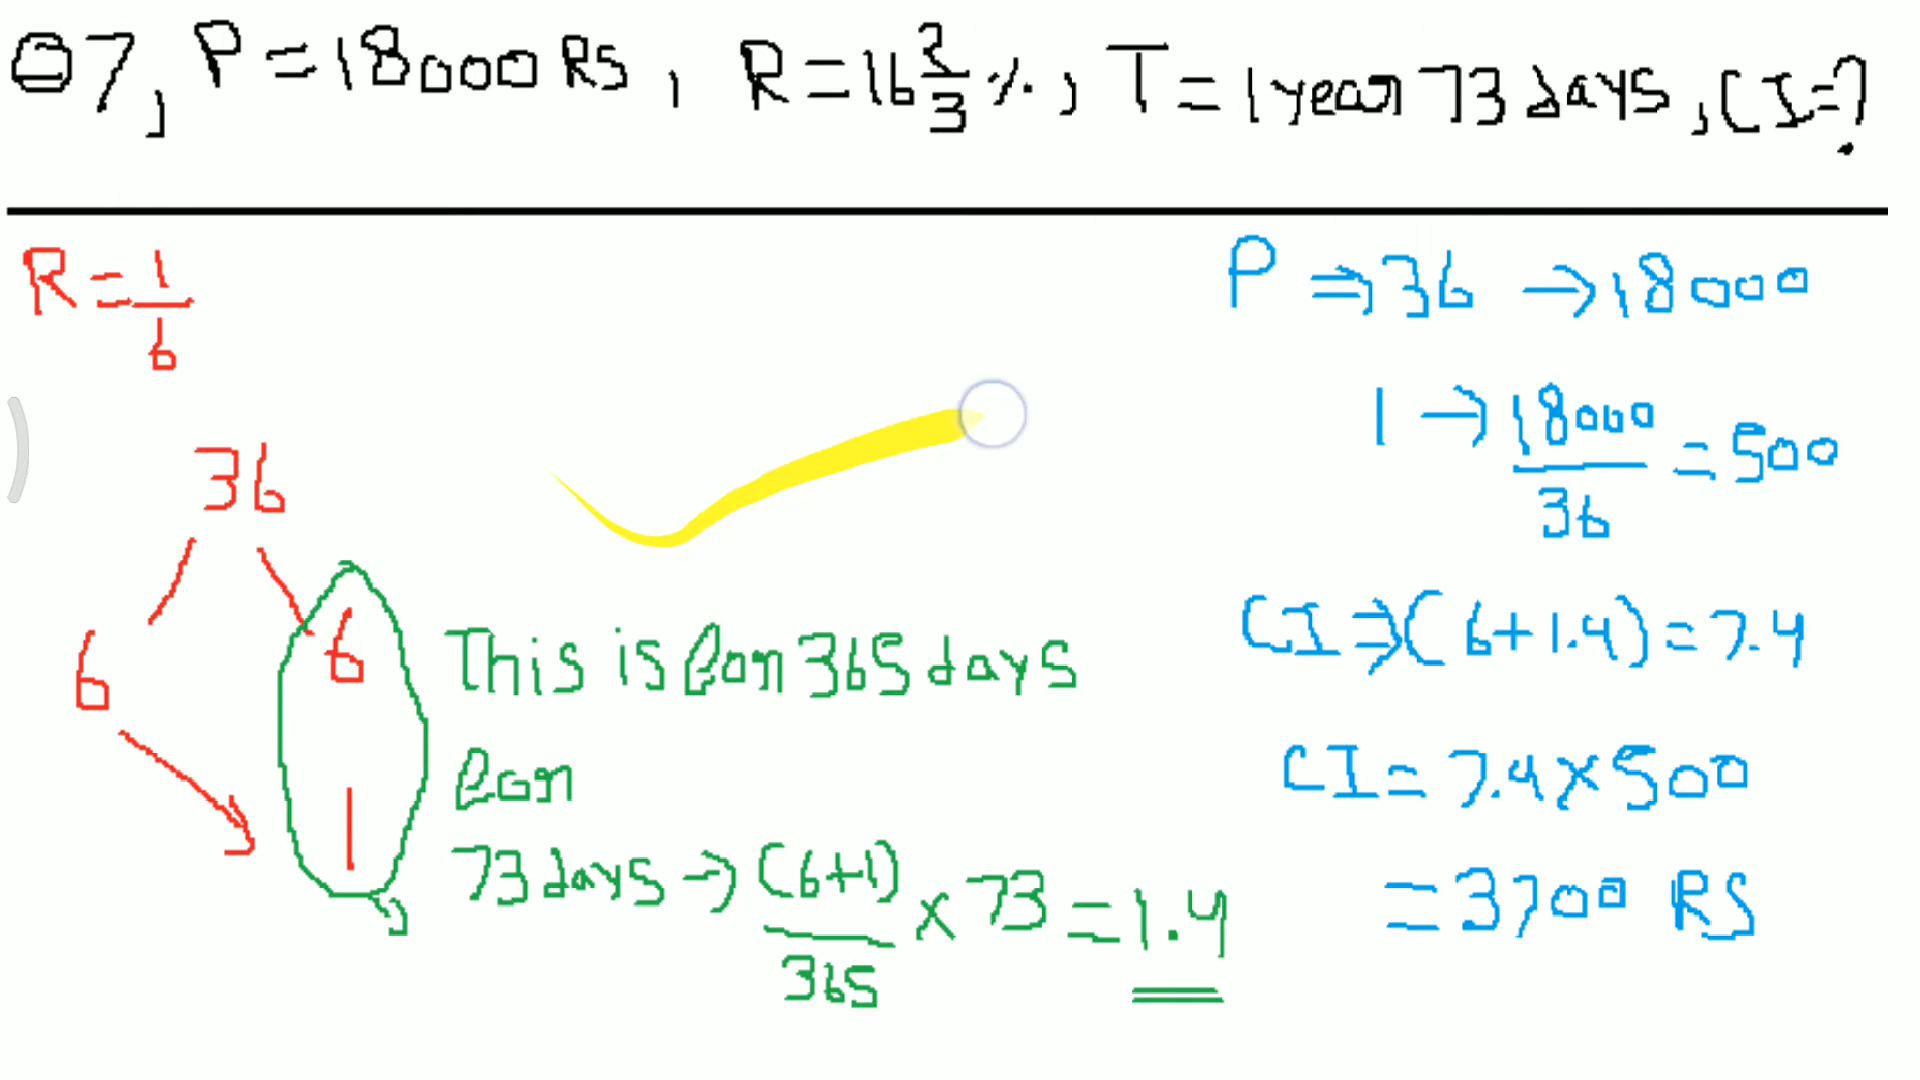 Q7, P=18000 RS, R=16 2/3 %, T=1 year 73 days, CI=?
R=1/6
36
6 6
1
This is for 365 days
for
73 days → (6+1)/365 × 73 = 1.4
P ⇒ 36 → 18000
1 → 18000/36 = 500
CI ⇒ (6+1.4) = 7.4
CI = 7.4×500
= 3700 RS